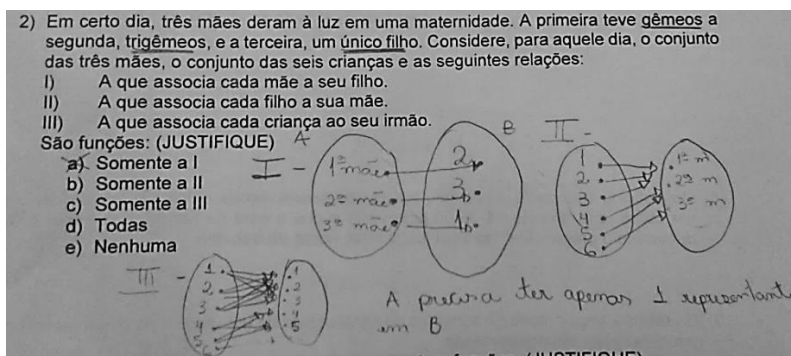 2) Em certo dia, três mães deram à luz em uma maternidade. A primeira teve gêmeos a
segunda, trigêmeos, e a terceira, um único filho. Considere, para aquele dia, o conjunto
das três mães, o conjunto das seis crianças e as seguintes relações:
I) A que associa cada mãe a seu filho.
II) A que associa cada filho a sua mãe.
III) A que associa cada criança ao seu irmão.
São funções: (JUSTIFIQUE)
a) Somente a I
b) Somente a II
c) Somente a III
d) Todas
e) Nenhuma
A
B
I -
1ª mãe
2ª mãe
3ª mãe
2
3
1
II -
1
2
3
4
5
6
1ª m
2ª m
3ª m
III -
1
2
3
4
5
6
1
2
3
4
5
A precisa ter apenas 1 representant
em B
(JUSTIFIQUE)